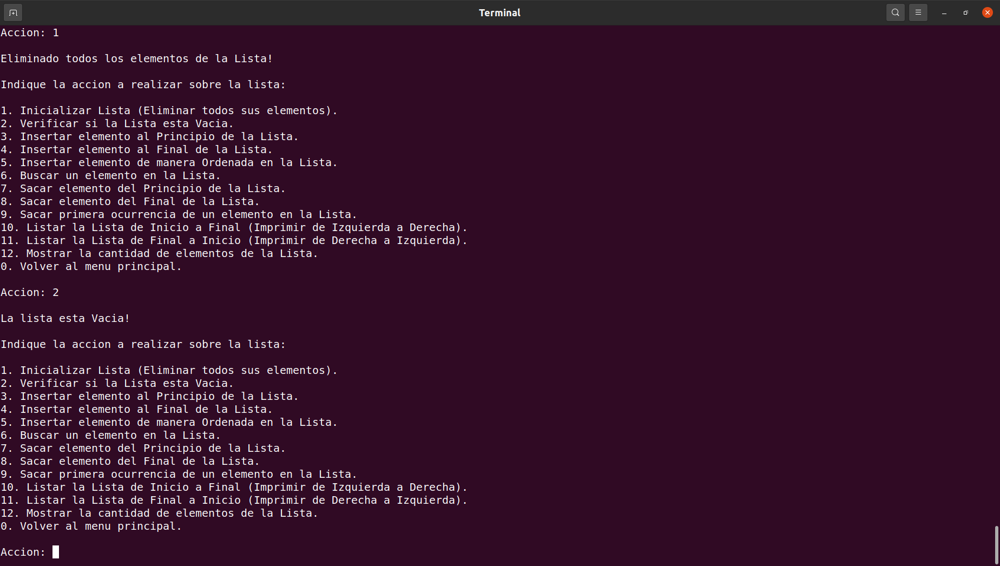 Terminal
Accion: 1
Eliminado todos los elementos de la Lista!
Indique la accion a realizar sobre la lista:
1. Inicializar Lista (Eliminar todos sus elementos).
2. Verificar si la Lista esta Vacia.
3. Insertar elemento al Principio de la Lista.
4. Insertar elemento al Final de la Lista.
5. Insertar elemento de manera Ordenada en la Lista.
6. Buscar un elemento en la Lista.
7. Sacar elemento del Principio de la Lista.
8. Sacar elemento del Final de la Lista.
9. Sacar primera ocurrencia de un elemento en la Lista.
10. Listar la Lista de Inicio a Final (Imprimir de Izquierda a Derecha).
11. Listar la Lista de Final a Inicio (Imprimir de Derecha a Izquierda).
12. Mostrar la cantidad de elementos de la Lista.
0. Volver al menu principal.
Accion: 2
La lista esta Vacia!
Indique la accion a realizar sobre la lista:
1. Inicializar Lista (Eliminar todos sus elementos).
2. Verificar si la Lista esta Vacia.
3. Insertar elemento al Principio de la Lista.
4. Insertar elemento al Final de la Lista.
5. Insertar elemento de manera Ordenada en la Lista.
6. Buscar un elemento en la Lista.
7. Sacar elemento del Principio de la Lista.
8. Sacar elemento del Final de la Lista.
9. Sacar primera ocurrencia de un elemento en la Lista.
10. Listar la Lista de Inicio a Final (Imprimir de Izquierda a Derecha).
11. Listar la Lista de Final a Inicio (Imprimir de Derecha a Izquierda).
12. Mostrar la cantidad de elementos de la Lista.
0. Volver al menu principal.
Accion: